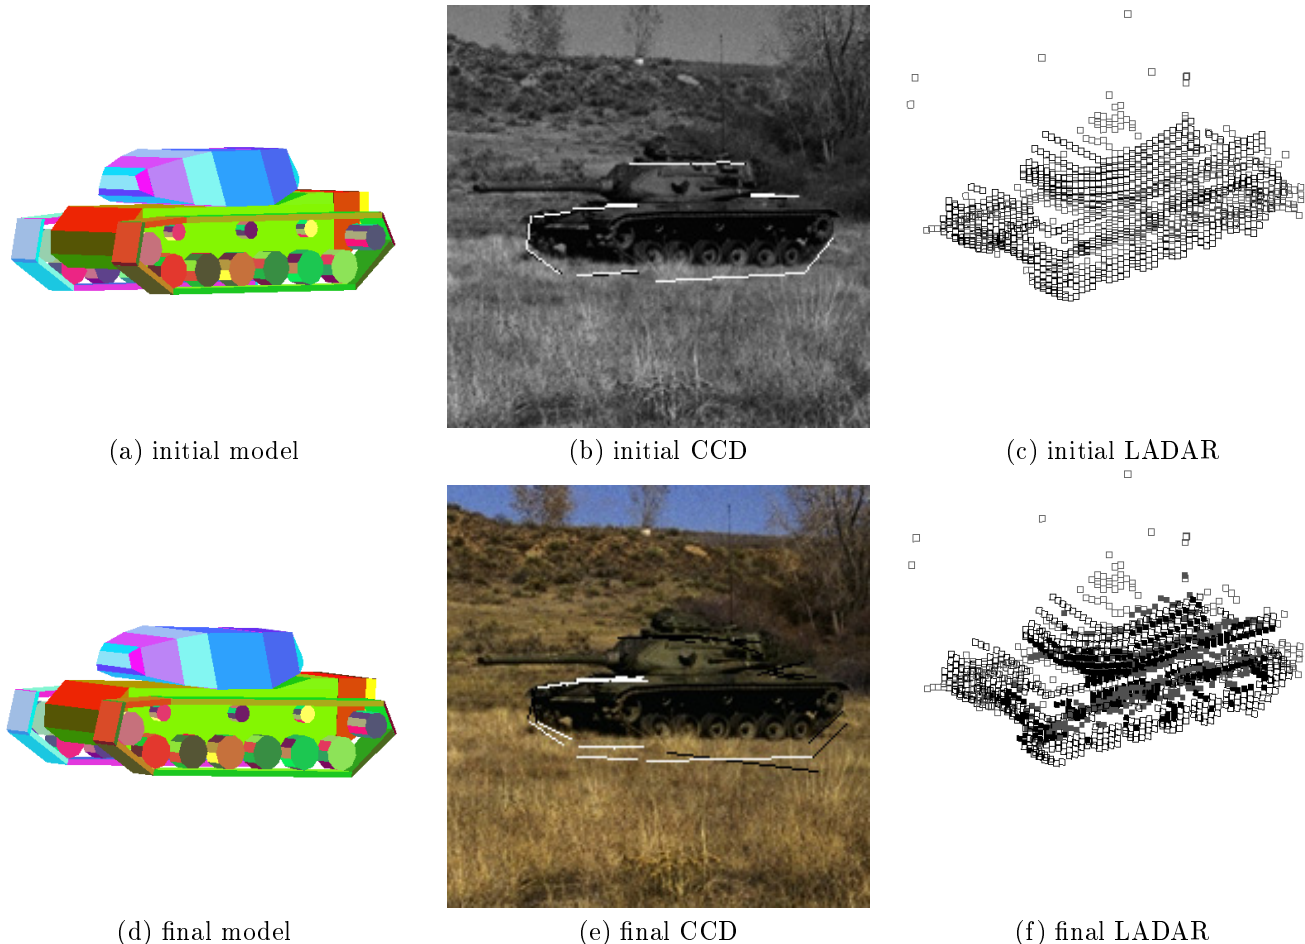 (a) initial model
(b) initial CCD
(c) initial LADAR
(d) final model
(e) final CCD
(f) final LADAR